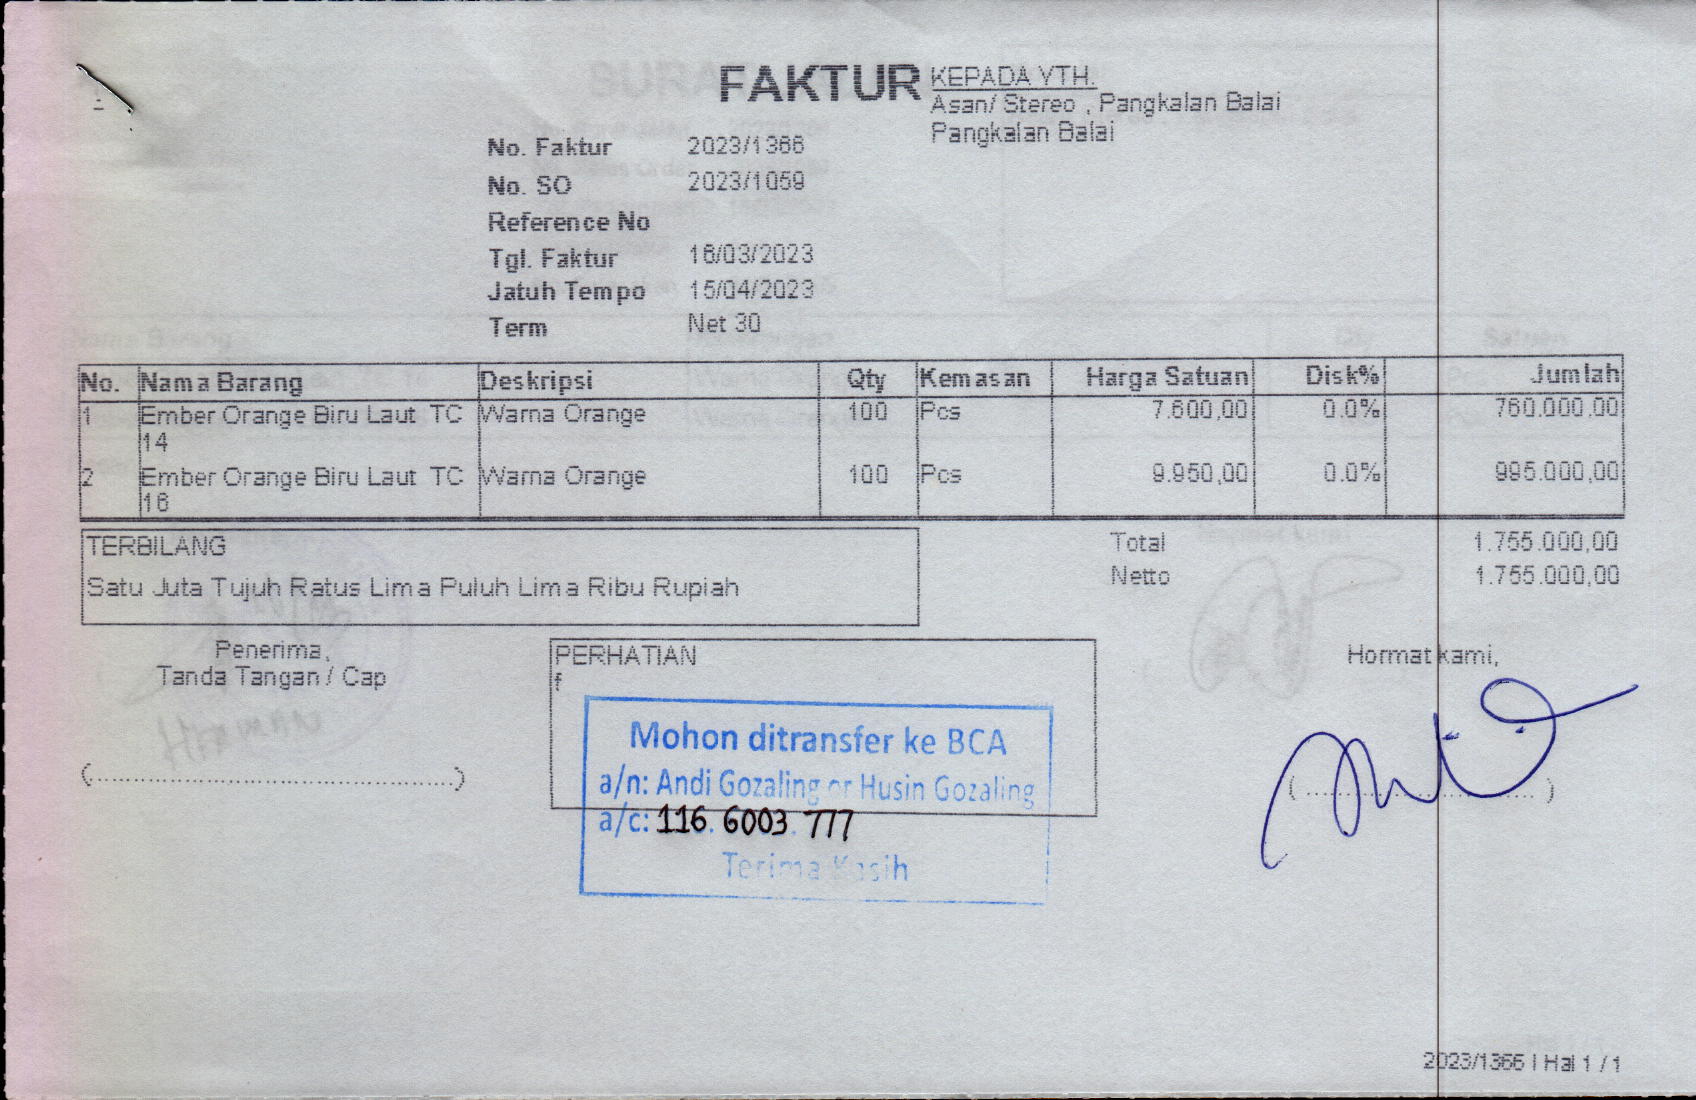 FAKTUR
KEPADA YTH.
Asan/ Stereo , Pangkalan Balai
Pangkalan Balai
No. Faktur 2023/1366
No. SO 2023/1059
Reference No
Tgl. Faktur 16/03/2023
Jatuh Tempo 15/04/2023
Term Net 30
No. Nama Barang Deskripsi Qty Kemasan Harga Satuan Disk% Jumlah
1 Ember Orange Biru Laut TC Warna Orange 100 Pcs 7.600,00 0.0% 760.000,00
14
2 Ember Orange Biru Laut TC Warna Orange 100 Pcs 9.950,00 0.0% 995.000,00
16
TERBILANG
Satu Juta Tujuh Ratus Lima Puluh Lima Ribu Rupiah
Total 1.755.000,00
Netto 1.755.000,00
Penerima,
Tanda Tangan / Cap
(..............................................)
PERHATIAN
f
Mohon ditransfer ke BCA
a/n: Andi Gozaling or Husin Gozaling
a/c: 116. 6003. 777
Terima Kasih
Hormat kami,
(..............................)
2023/1366 | Hal 1 / 1